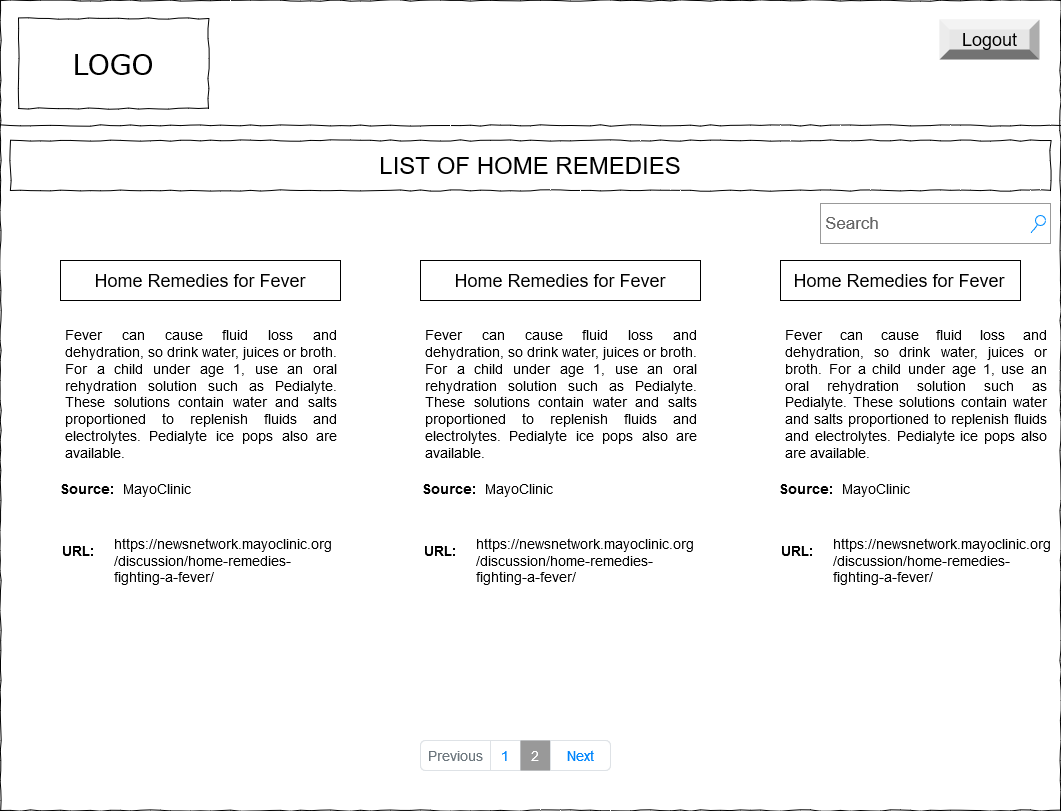 LOGO
Logout
LIST OF HOME REMEDIES
Search
Home Remedies for Fever
Fever can cause fluid loss and
dehydration, so drink water, juices or broth.
For a child under age 1, use an oral
rehydration solution such as Pedialyte.
These solutions contain water and salts
proportioned to replenish fluids and
electrolytes. Pedialyte ice pops also are
available.
Source: MayoClinic
URL: https://newsnetwork.mayoclinic.org
/discussion/home-remedies-
fighting-a-fever/
Home Remedies for Fever
Fever can cause fluid loss and
dehydration, so drink water, juices or broth.
For a child under age 1, use an oral
rehydration solution such as Pedialyte.
These solutions contain water and salts
proportioned to replenish fluids and
electrolytes. Pedialyte ice pops also are
available.
Source: MayoClinic
URL: https://newsnetwork.mayoclinic.org
/discussion/home-remedies-
fighting-a-fever/
Home Remedies for Fever
Fever can cause fluid loss and
dehydration, so drink water, juices or
broth. For a child under age 1, use an
oral rehydration solution such as
Pedialyte. These solutions contain water
and salts proportioned to replenish fluids
and electrolytes. Pedialyte ice pops also
are available.
Source: MayoClinic
URL: https://newsnetwork.mayoclinic.org
/discussion/home-remedies-
fighting-a-fever/
Previous 1 2 Next